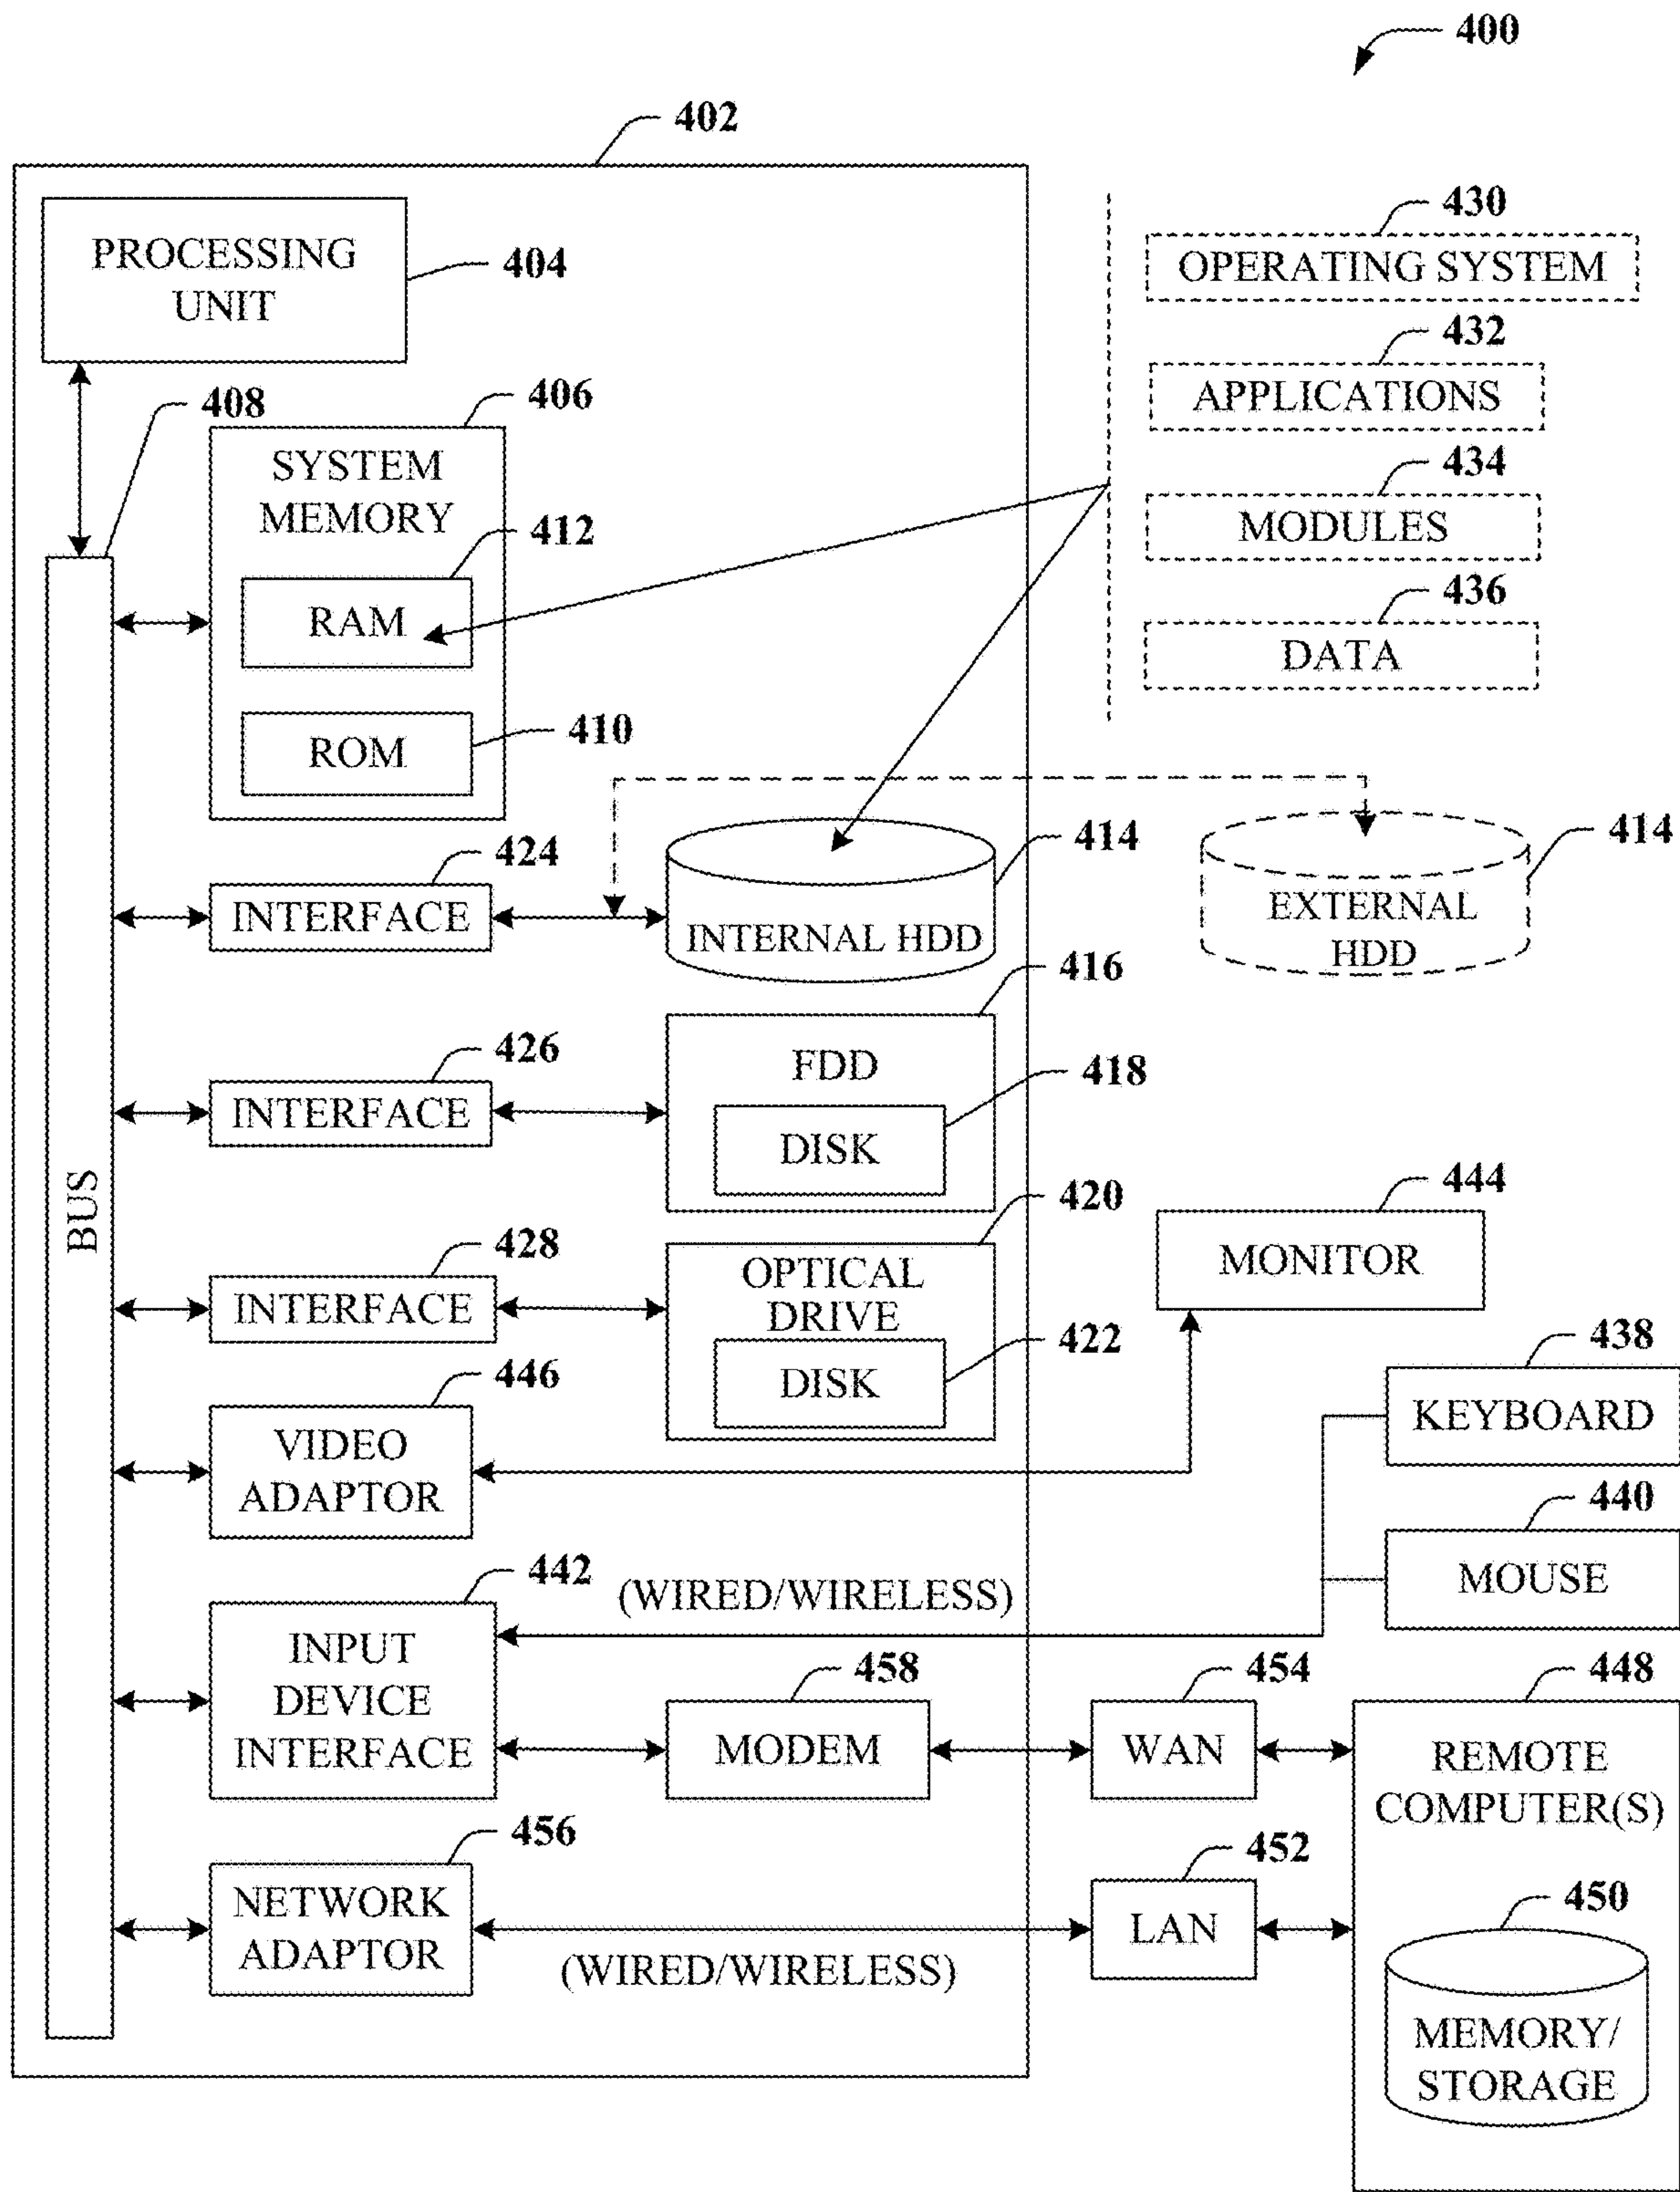 400
402
PROCESSING
UNIT
404
430
OPERATING SYSTEM
432
APPLICATIONS
434
MODULES
436
DATA
408
406
SYSTEM
MEMORY
412
RAM
410
ROM
BUS
424
INTERFACE
414
INTERNAL HDD
414
EXTERNAL
HDD
426
INTERFACE
416
FDD
418
DISK
428
INTERFACE
420
OPTICAL
DRIVE
422
DISK
444
MONITOR
446
VIDEO
ADAPTOR
438
KEYBOARD
440
MOUSE
442
(WIRED/WIRELESS)
INPUT
DEVICE
INTERFACE
458
MODEM
454
WAN
448
REMOTE
COMPUTER(S)
456
NETWORK
ADAPTOR
(WIRED/WIRELESS)
452
LAN
450
MEMORY/
STORAGE